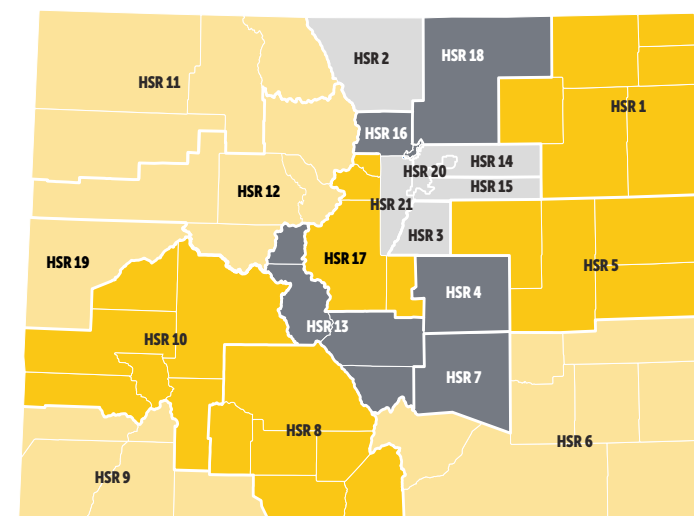 HSR 2
HSR 18
HSR 11
HSR 1
HSR 16
HSR 14
HSR 20
HSR 15
HSR 12
HSR 21
HSR 3
HSR 19
HSR 17
HSR 5
HSR 4
HSR 13
HSR 10
HSR 7
HSR 8
HSR 6
HSR 9